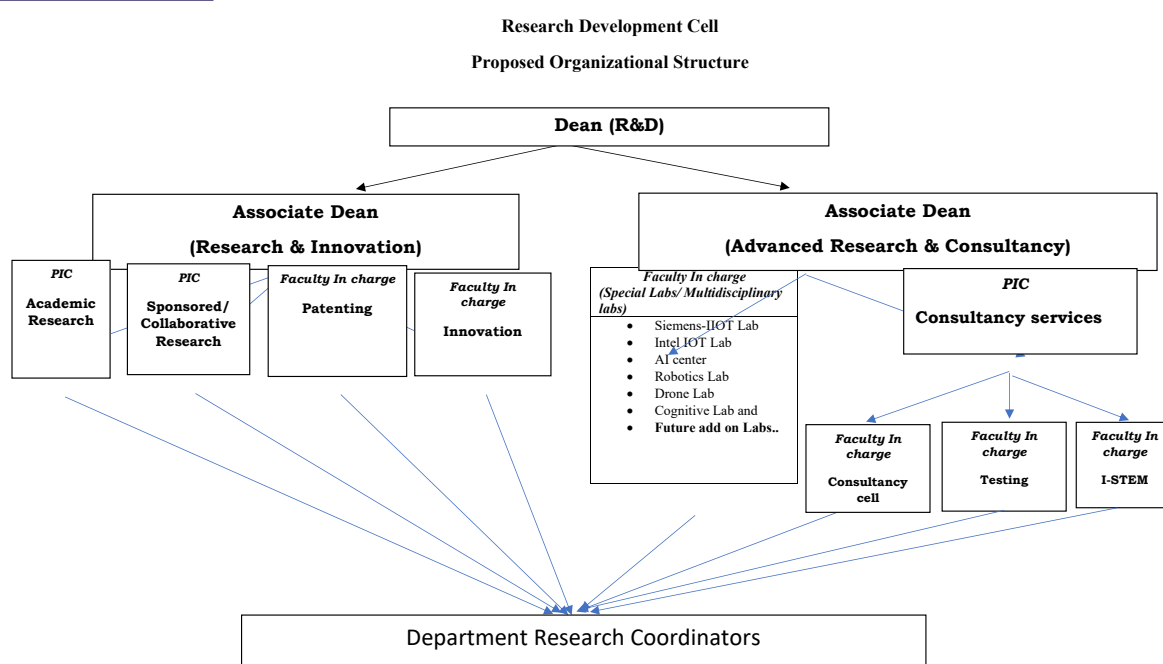 Research Development Cell
Proposed Organizational Structure
Dean (R&D)
Associate Dean
(Research & Innovation)
Associate Dean
(Advanced Research & Consultancy)
PIC
Academic
Research
PIC
Sponsored/
Collaborative
Research
Faculty In charge
Patenting
Faculty In
charge
Innovation
Faculty In charge
(Special Labs/ Multidisciplinary
labs)
• Siemens-IIOT Lab
• Intel IOT Lab
• AI center
• Robotics Lab
• Drone Lab
• Cognitive Lab and
• Future add on Labs..
PIC
Consultancy services
Faculty In
charge
Consultancy
cell
Faculty In
charge
Testing
Faculty In
charge
I-STEM
Department Research Coordinators